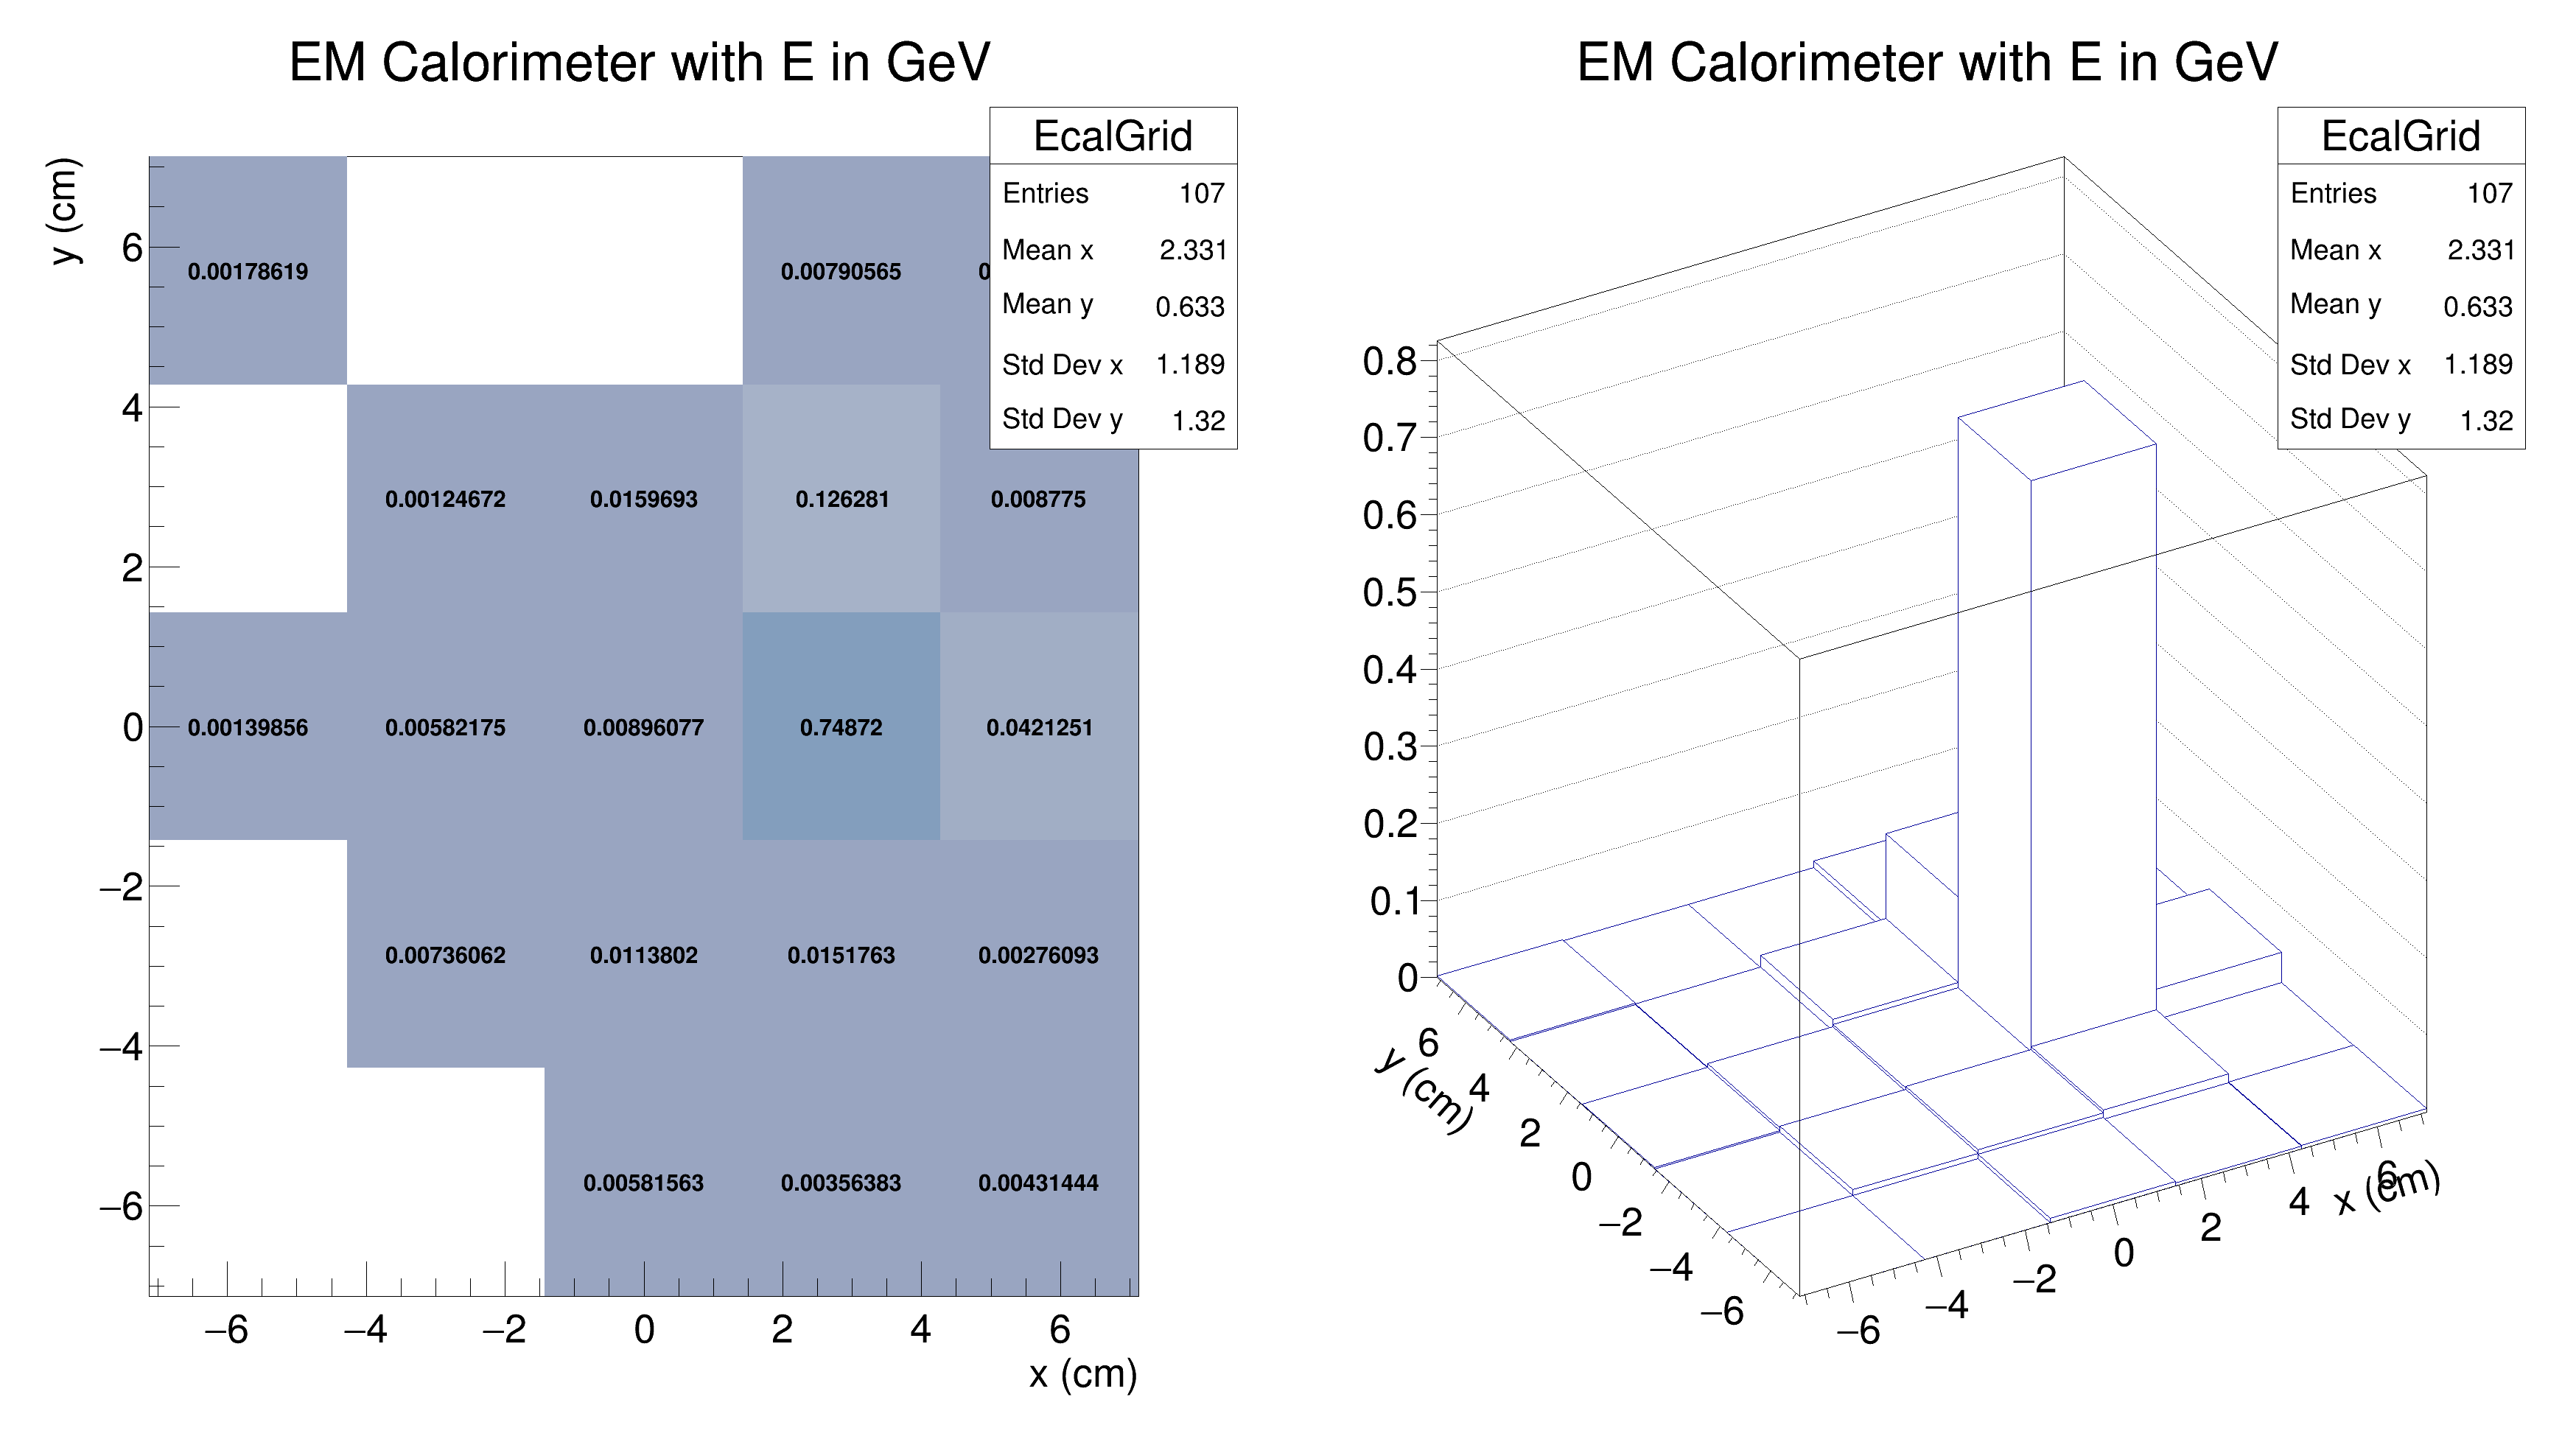 EM Calorimeter with E in GeV
EcalGrid
Entries 107
Mean x 2.331
Mean y 0.633
Std Dev x 1.189
Std Dev y 1.32
y (cm)
6
4
2
0
−2
−4
−6
0.00178619 0.00790565
0.00124672 0.0159693 0.126281 0.008775
0.00139856 0.00582175 0.00896077 0.74872 0.0421251
0.00736062 0.0113802 0.0151763 0.00276093
0.00581563 0.00356383 0.00431444
−6 −4 −2 0 2 4 6
x (cm)
EM Calorimeter with E in GeV
EcalGrid
Entries 107
Mean x 2.331
Mean y 0.633
Std Dev x 1.189
Std Dev y 1.32
0.8
0.7
0.6
0.5
0.4
0.3
0.2
0.1
0
y (cm)
6
4
2
0
−2
−4
−6
−6 −4 −2 0 2 4 6
x (cm)